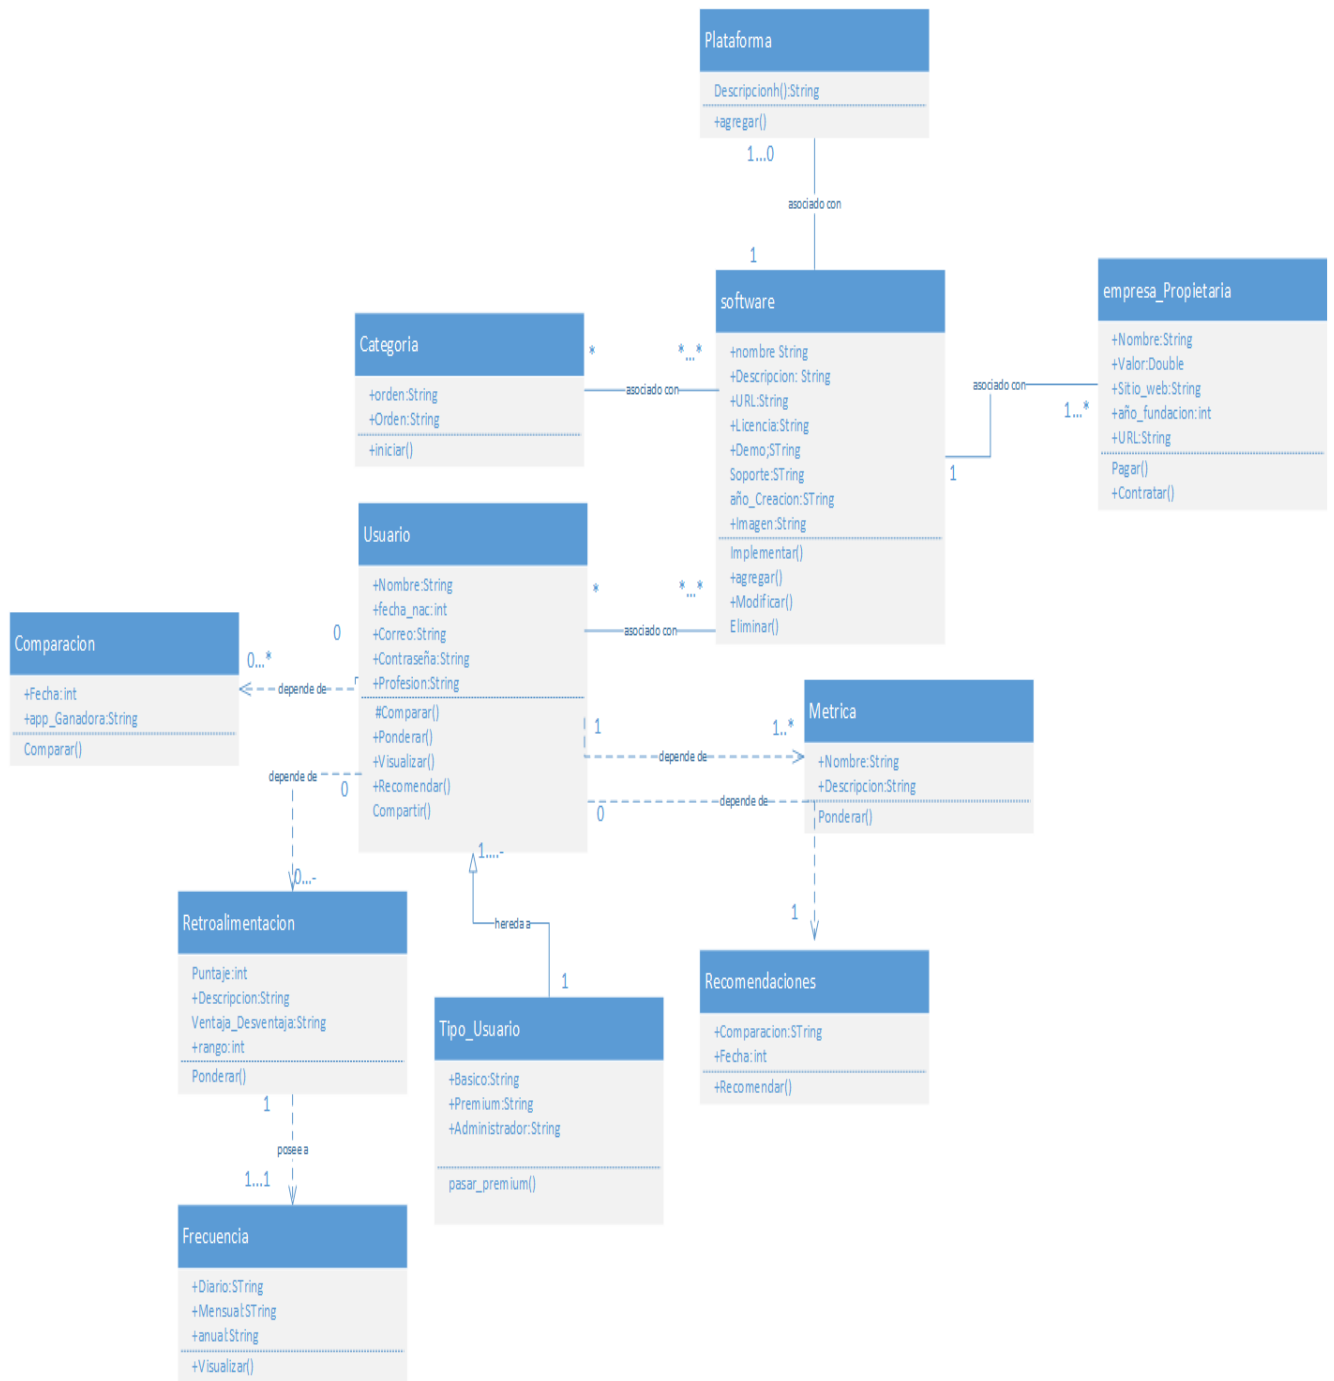 Plataforma
Descripcionh():String
+agregar()
1...0
asociado con
1
software
+nombre String
+Descripcion: String
+URL:String
+Licencia:String
+Demo;STring
Soporte:STring
año_Creacion:STring
+Imagen:String
Implementar()
+agregar()
+Modificar()
Eliminar()
empresa_Propietaria
+Nombre:String
+Valor:Double
+Sitio_web:String
+año_fundacion:int
+URL:String
Pagar()
+Contratar()
asociado con
1...*
1
Categoria
+orden:String
+Orden:String
+iniciar()
*
*...*
asociado con
Usuario
+Nombre:String
+fecha_nac:int
+Correo:String
+Contraseña:String
+Profesion:String
#Comparar()
+Ponderar()
+Visualizar()
+Recomendar()
Compartir()
*
*...*
asociado con
Comparacion
+Fecha:int
+app_Ganadora:String
Comparar()
0
0...*
depende de
Metrica
+Nombre:String
+Descripcion:String
Ponderar()
1
1..*
depende de
depende de
0
0...-
0
depende de
1
1....-
hereda a
1
Retroalimentacion
Puntaje:int
+Descripcion:String
Ventaja_Desventaja:String
+rango:int
Ponderar()
Tipo_Usuario
+Basico:String
+Premium:String
+Administrador:String
pasar_premium()
Recomendaciones
+Comparacion:STring
+Fecha:int
+Recomendar()
1
posee a
1...1
Frecuencia
+Diario:STring
+Mensual:STring
+anual:String
+Visualizar()